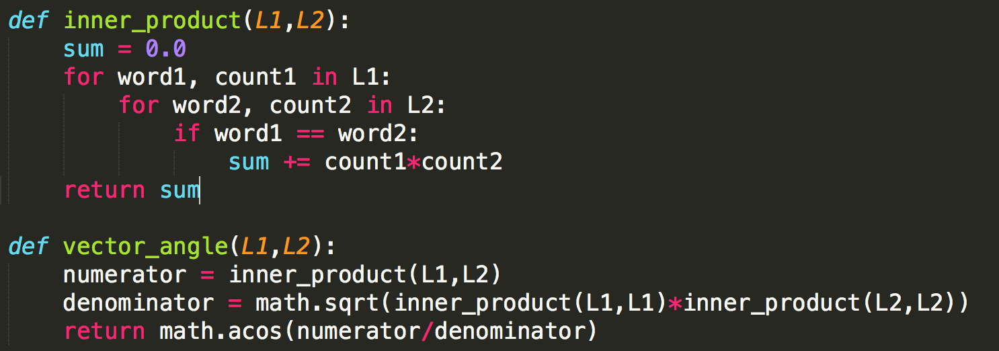 def inner_product(L1,L2):
    sum = 0.0
    for word1, count1 in L1:
        for word2, count2 in L2:
            if word1 == word2:
                sum += count1*count2
    return sum

def vector_angle(L1,L2):
    numerator = inner_product(L1,L2)
    denominator = math.sqrt(inner_product(L1,L1)*inner_product(L2,L2))
    return math.acos(numerator/denominator)